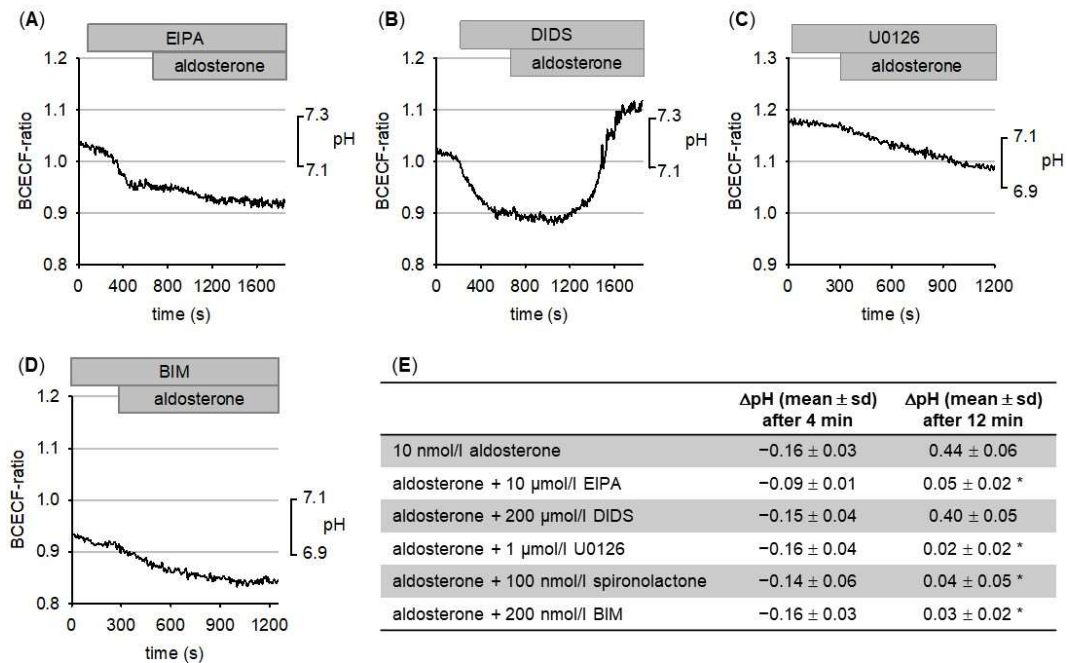 (A)
EIPA
aldosterone
1.2
1.1
1.0
0.9
0.8
BCECF-ratio
7.3
7.1
pH
0 400 800 1200 1600
time (s)
(B)
DIDS
aldosterone
1.2
1.1
1.0
0.9
0.8
BCECF-ratio
7.3
7.1
pH
0 400 800 1200 1600
time (s)
(C)
U0126
aldosterone
1.3
1.2
1.1
1.0
0.9
BCECF-ratio
7.1
6.9
pH
0 300 600 900 1200
time (s)
(D)
BIM
aldosterone
1.2
1.1
1.0
0.9
0.8
BCECF-ratio
7.1
6.9
pH
0 300 600 900 1200
time (s)
(E)
ΔpH (mean ± sd) ΔpH (mean ± sd)
after 4 min after 12 min
10 nmol/l aldosterone −0.16 ± 0.03 0.44 ± 0.06
aldosterone + 10 µmol/l EIPA −0.09 ± 0.01 0.05 ± 0.02 *
aldosterone + 200 µmol/l DIDS −0.15 ± 0.04 0.40 ± 0.05
aldosterone + 1 µmol/l U0126 −0.16 ± 0.04 0.02 ± 0.02 *
aldosterone + 100 nmol/l spironolactone −0.14 ± 0.06 0.04 ± 0.05 *
aldosterone + 200 nmol/l BIM −0.16 ± 0.03 0.03 ± 0.02 *